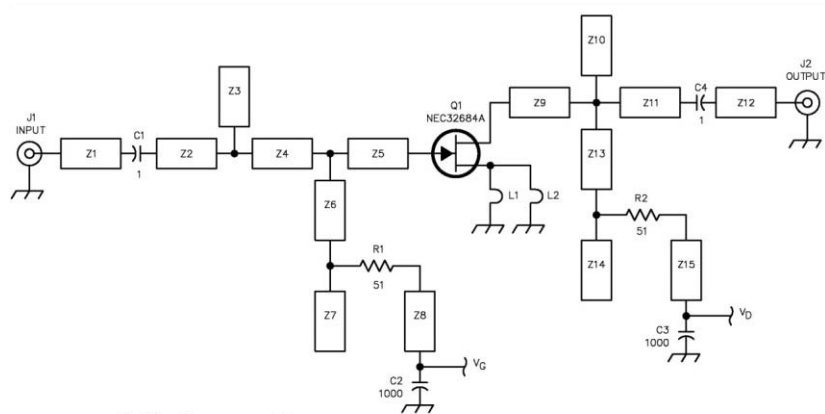 J1
INPUT
Z1
C1
1
Z2
Z3
Z4
Z5
Z6
R1
51
Z7
Z8
C2
1000
VG
Q1
NEC32684A
L1
L2
Z9
Z10
Z11
C4
1
Z12
J2
OUTPUT
Z13
R2
51
Z14
Z15
C3
1000
VD